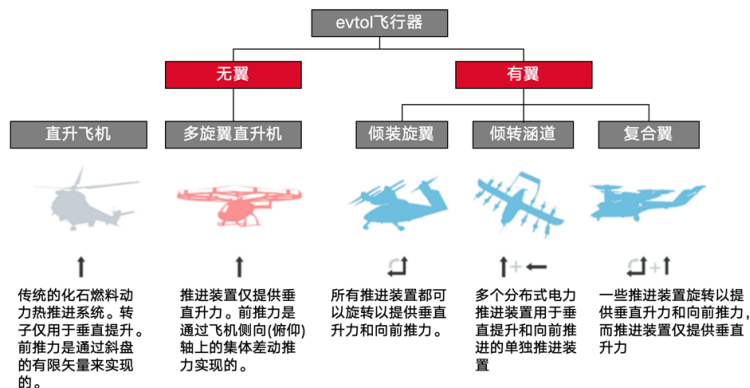 evtol飞行器
无翼
有翼
直升飞机
多旋翼直升机
倾装旋翼
倾转涵道
复合翼
传统的化石燃料动
力热推进系统。转
子仅用于垂直提升。
前推力是通过斜盘
的有限矢量来实现
的。
推进装置仅提供垂
直升力。前推力是
通过飞机侧向(俯仰)
轴上的集体差动推
力实现的。
所有推进装置都可
以旋转以提供垂直
升力和向前推力。
多个分布式电力
推进装置用于垂
直提升和向前推
进的单独推进装
置
一些推进装置旋转以提
供垂直升力和向前推力,
而推进装置仅提供垂直
升力